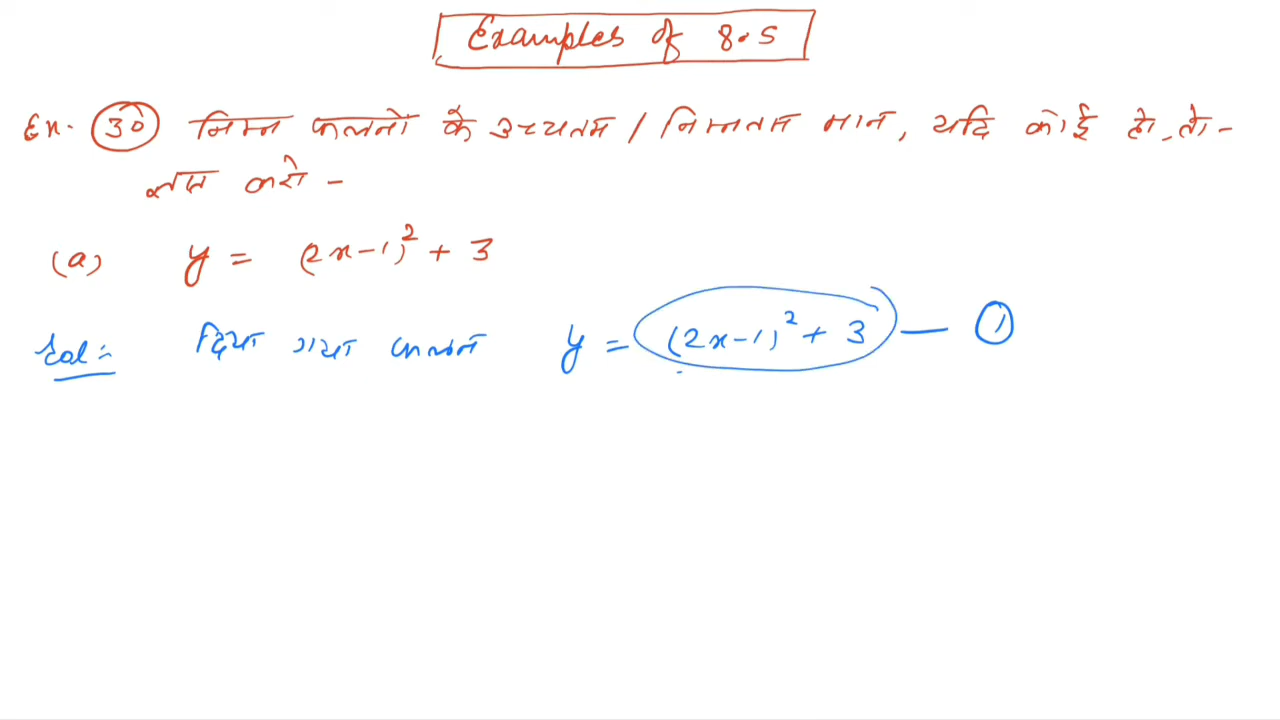 Examples of 8.5
Ex. 30 निम्न फलनों के उच्चतम / निम्नतम मान, यदि कोई हो, तो -
ज्ञात करो -
(a) y = (2x-1)² + 3
Sol:- दिया गया फलन y = (2x-1)² + 3 — ①